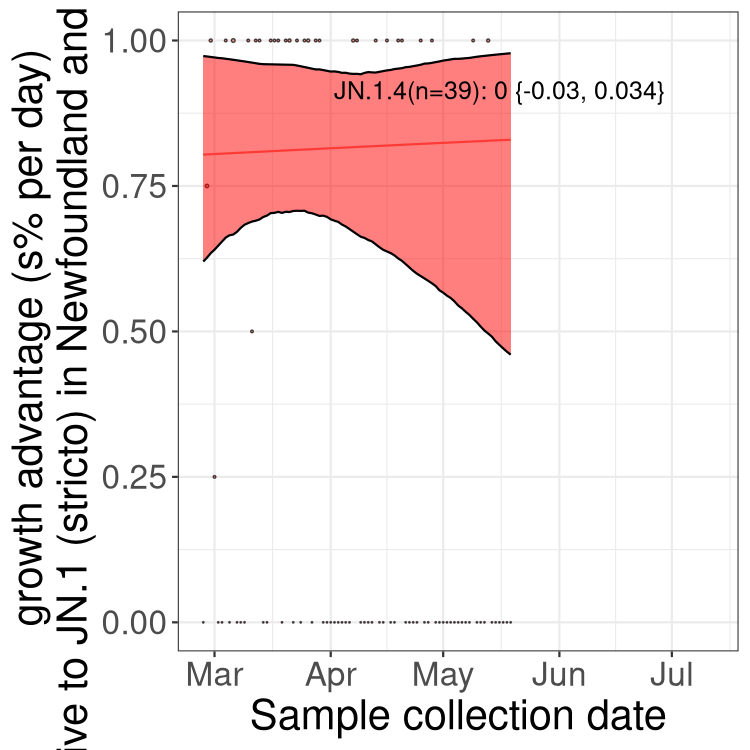 growth advantage (s% per day)
ive to JN.1 (stricto) in Newfoundland and
1.00
0.75
0.50
0.25
0.00
JN.1.4(n=39): 0 {-0.03, 0.034}
Mar Apr May Jun Jul
Sample collection date